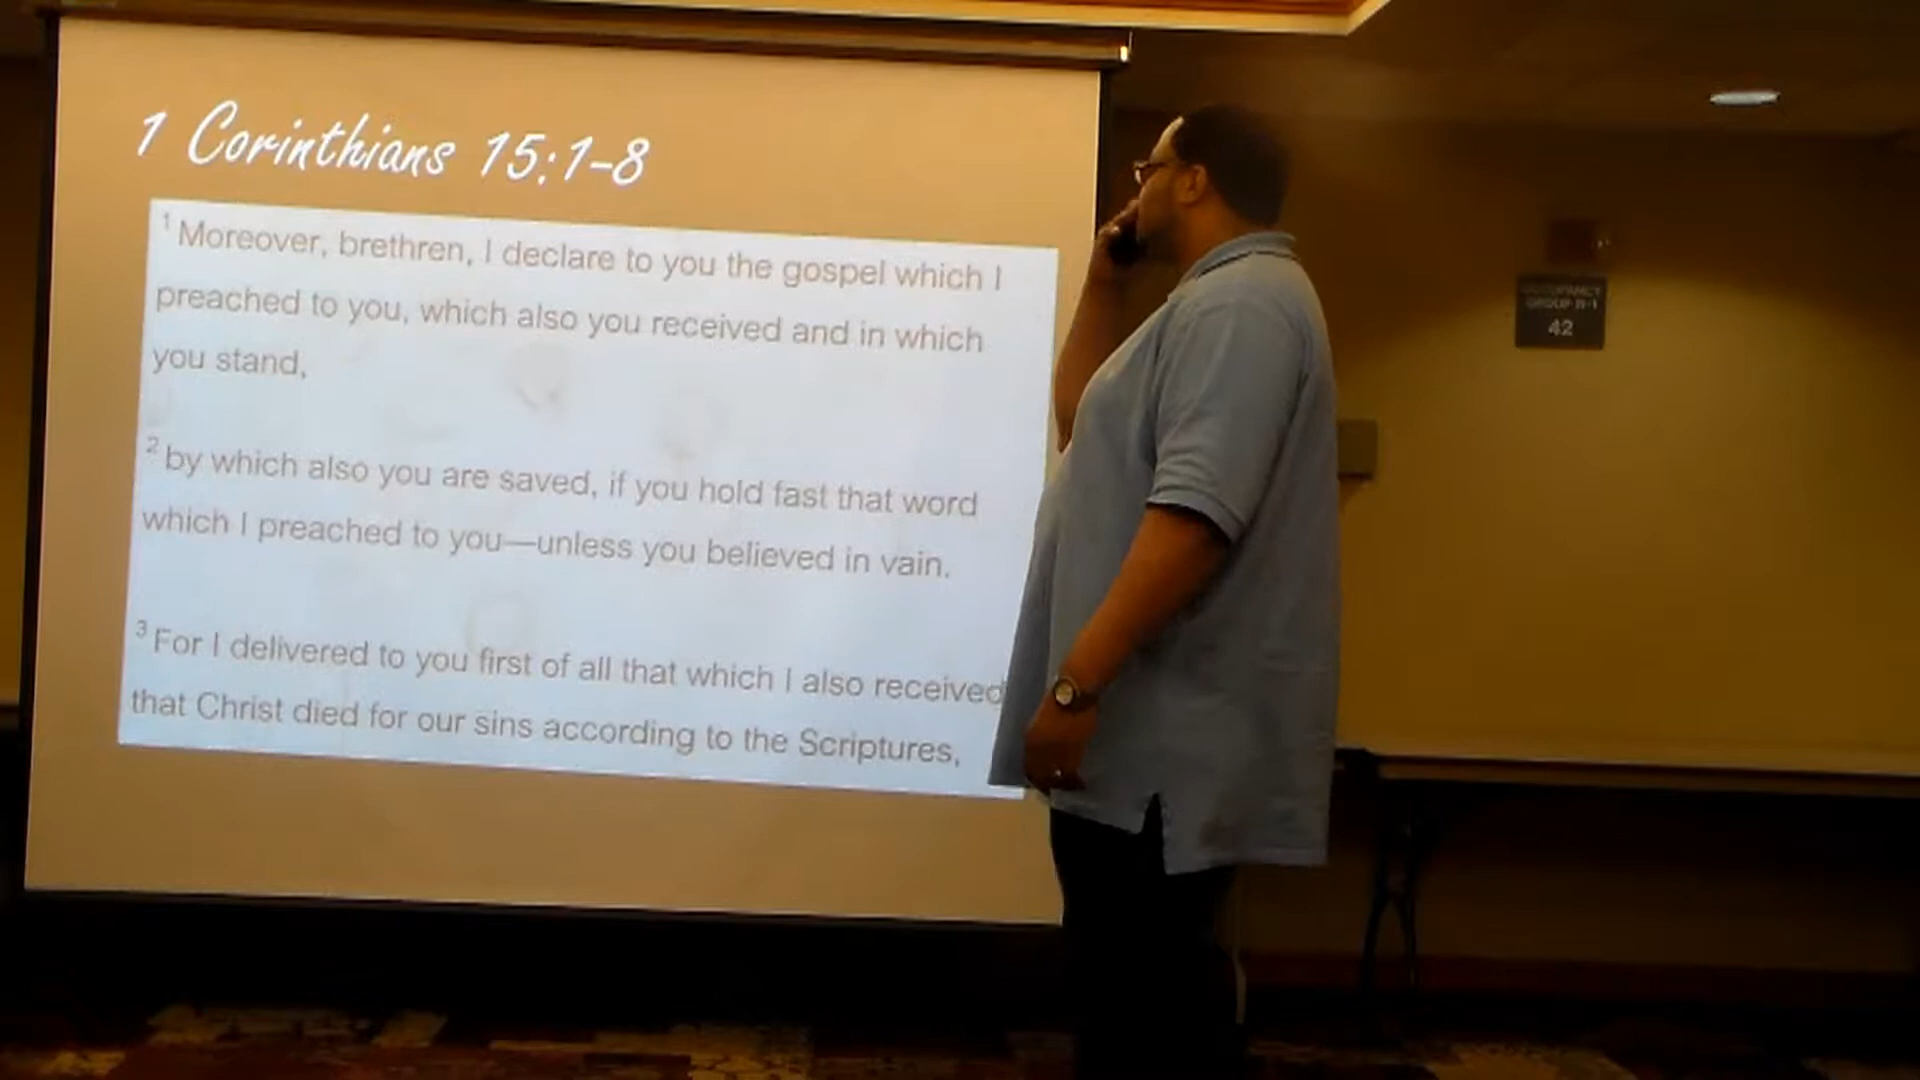 1 Corinthians 15:1-8
1 Moreover, brethren, I declare to you the gospel which I
preached to you, which also you received and in which
you stand,
2 by which also you are saved, if you hold fast that word
which I preached to you—unless you believed in vain.
3 For I delivered to you first of all that which I also received
that Christ died for our sins according to the Scriptures,
OCCUPANCY
GROUP
42